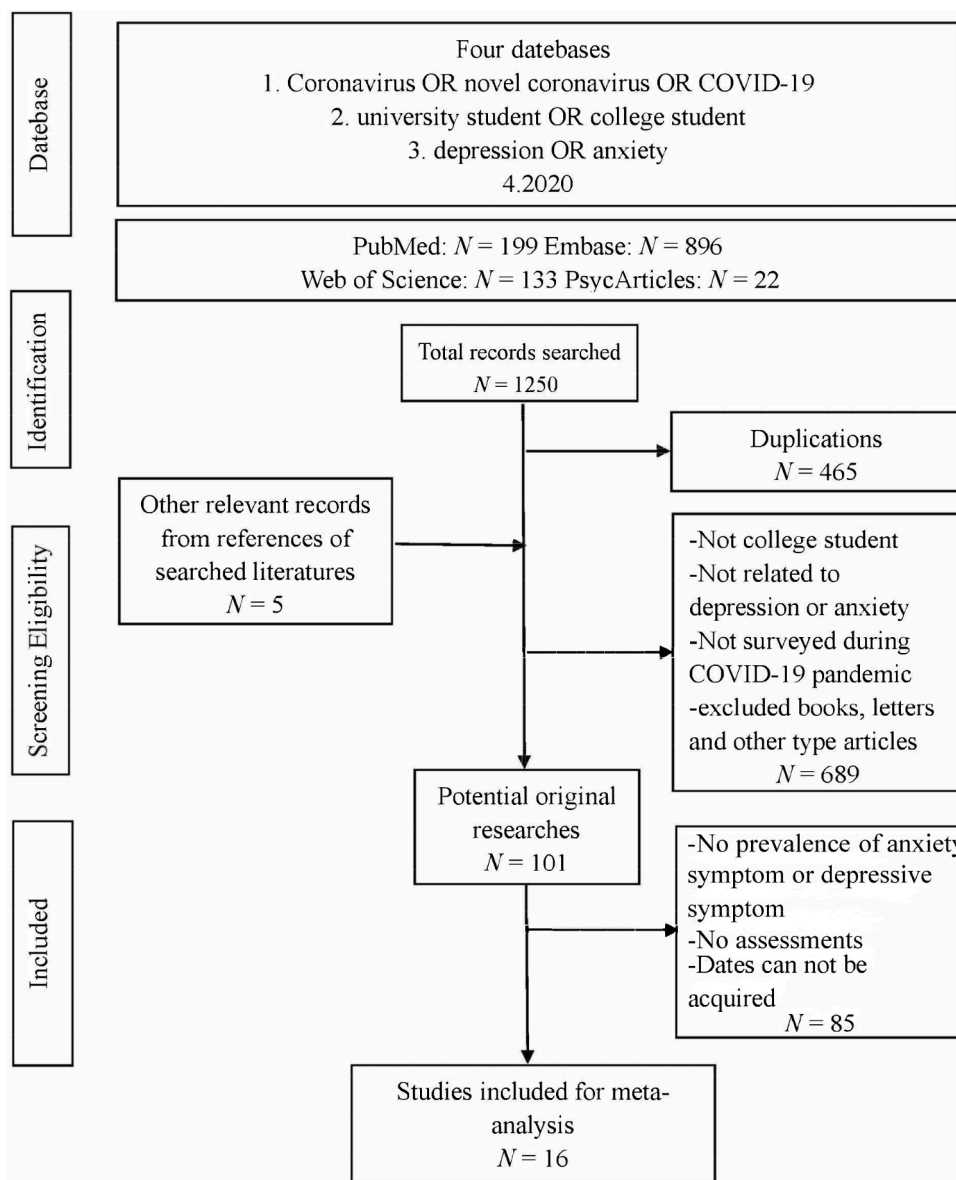 Datebase
Four datebases
1. Coronavirus OR novel coronavirus OR COVID-19
2. university student OR college student
3. depression OR anxiety
4.2020
PubMed: N = 199 Embase: N = 896
Web of Science: N = 133 PsycArticles: N = 22
Identification
Total records searched
N = 1250
Duplications
N = 465
Other relevant records
from references of
searched literatures
N = 5
Screening Eligibility
-Not college student
-Not related to
depression or anxiety
-Not surveyed during
COVID-19 pandemic
-excluded books, letters
and other type articles
N = 689
Potential original
researches
N = 101
Included
-No prevalence of anxiety
symptom or depressive
symptom
-No assessments
-Dates can not be
acquired
N = 85
Studies included for meta-
analysis
N = 16